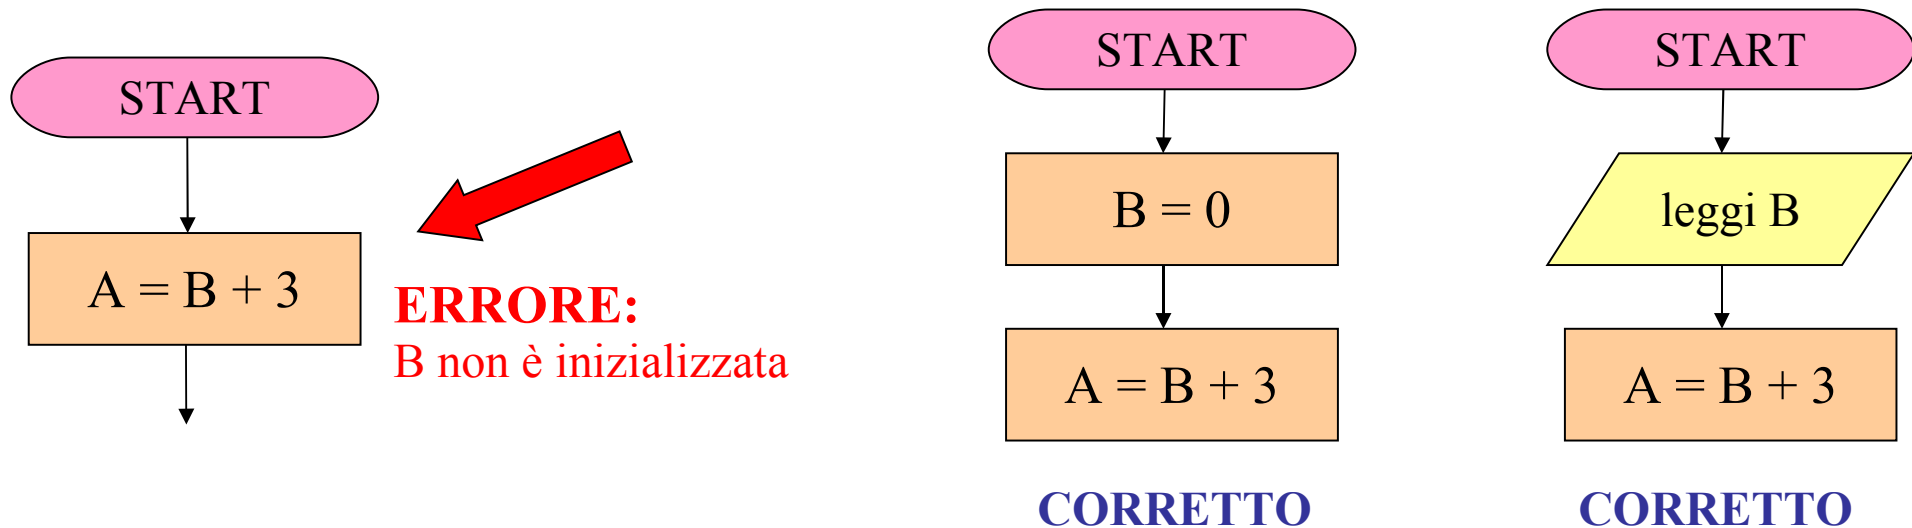 START
A = B + 3
ERRORE:
B non è inizializzata
START
B = 0
A = B + 3
CORRETTO
START
leggi B
A = B + 3
CORRETTO